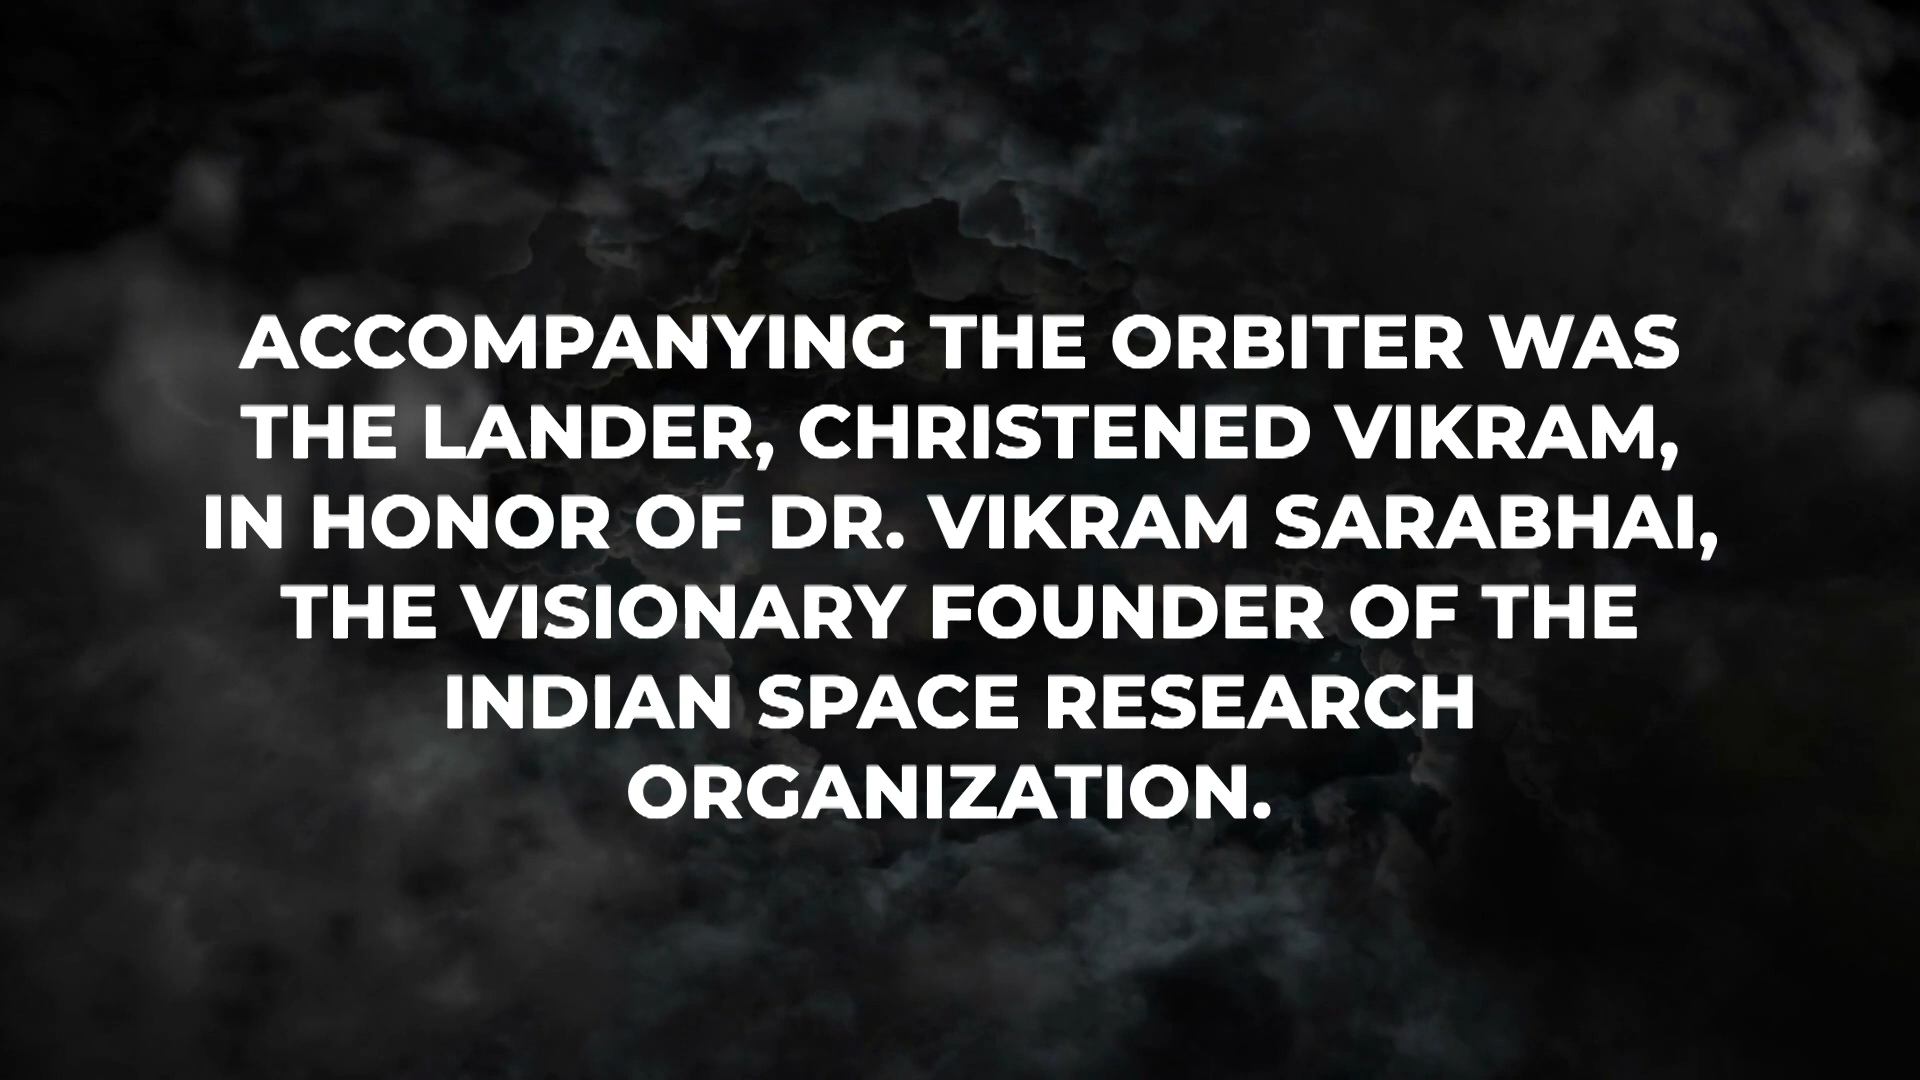 ACCOMPANYING THE ORBITER WAS
THE LANDER, CHRISTENED VIKRAM,
IN HONOR OF DR. VIKRAM SARABHAI,
THE VISIONARY FOUNDER OF THE
INDIAN SPACE RESEARCH
ORGANIZATION.